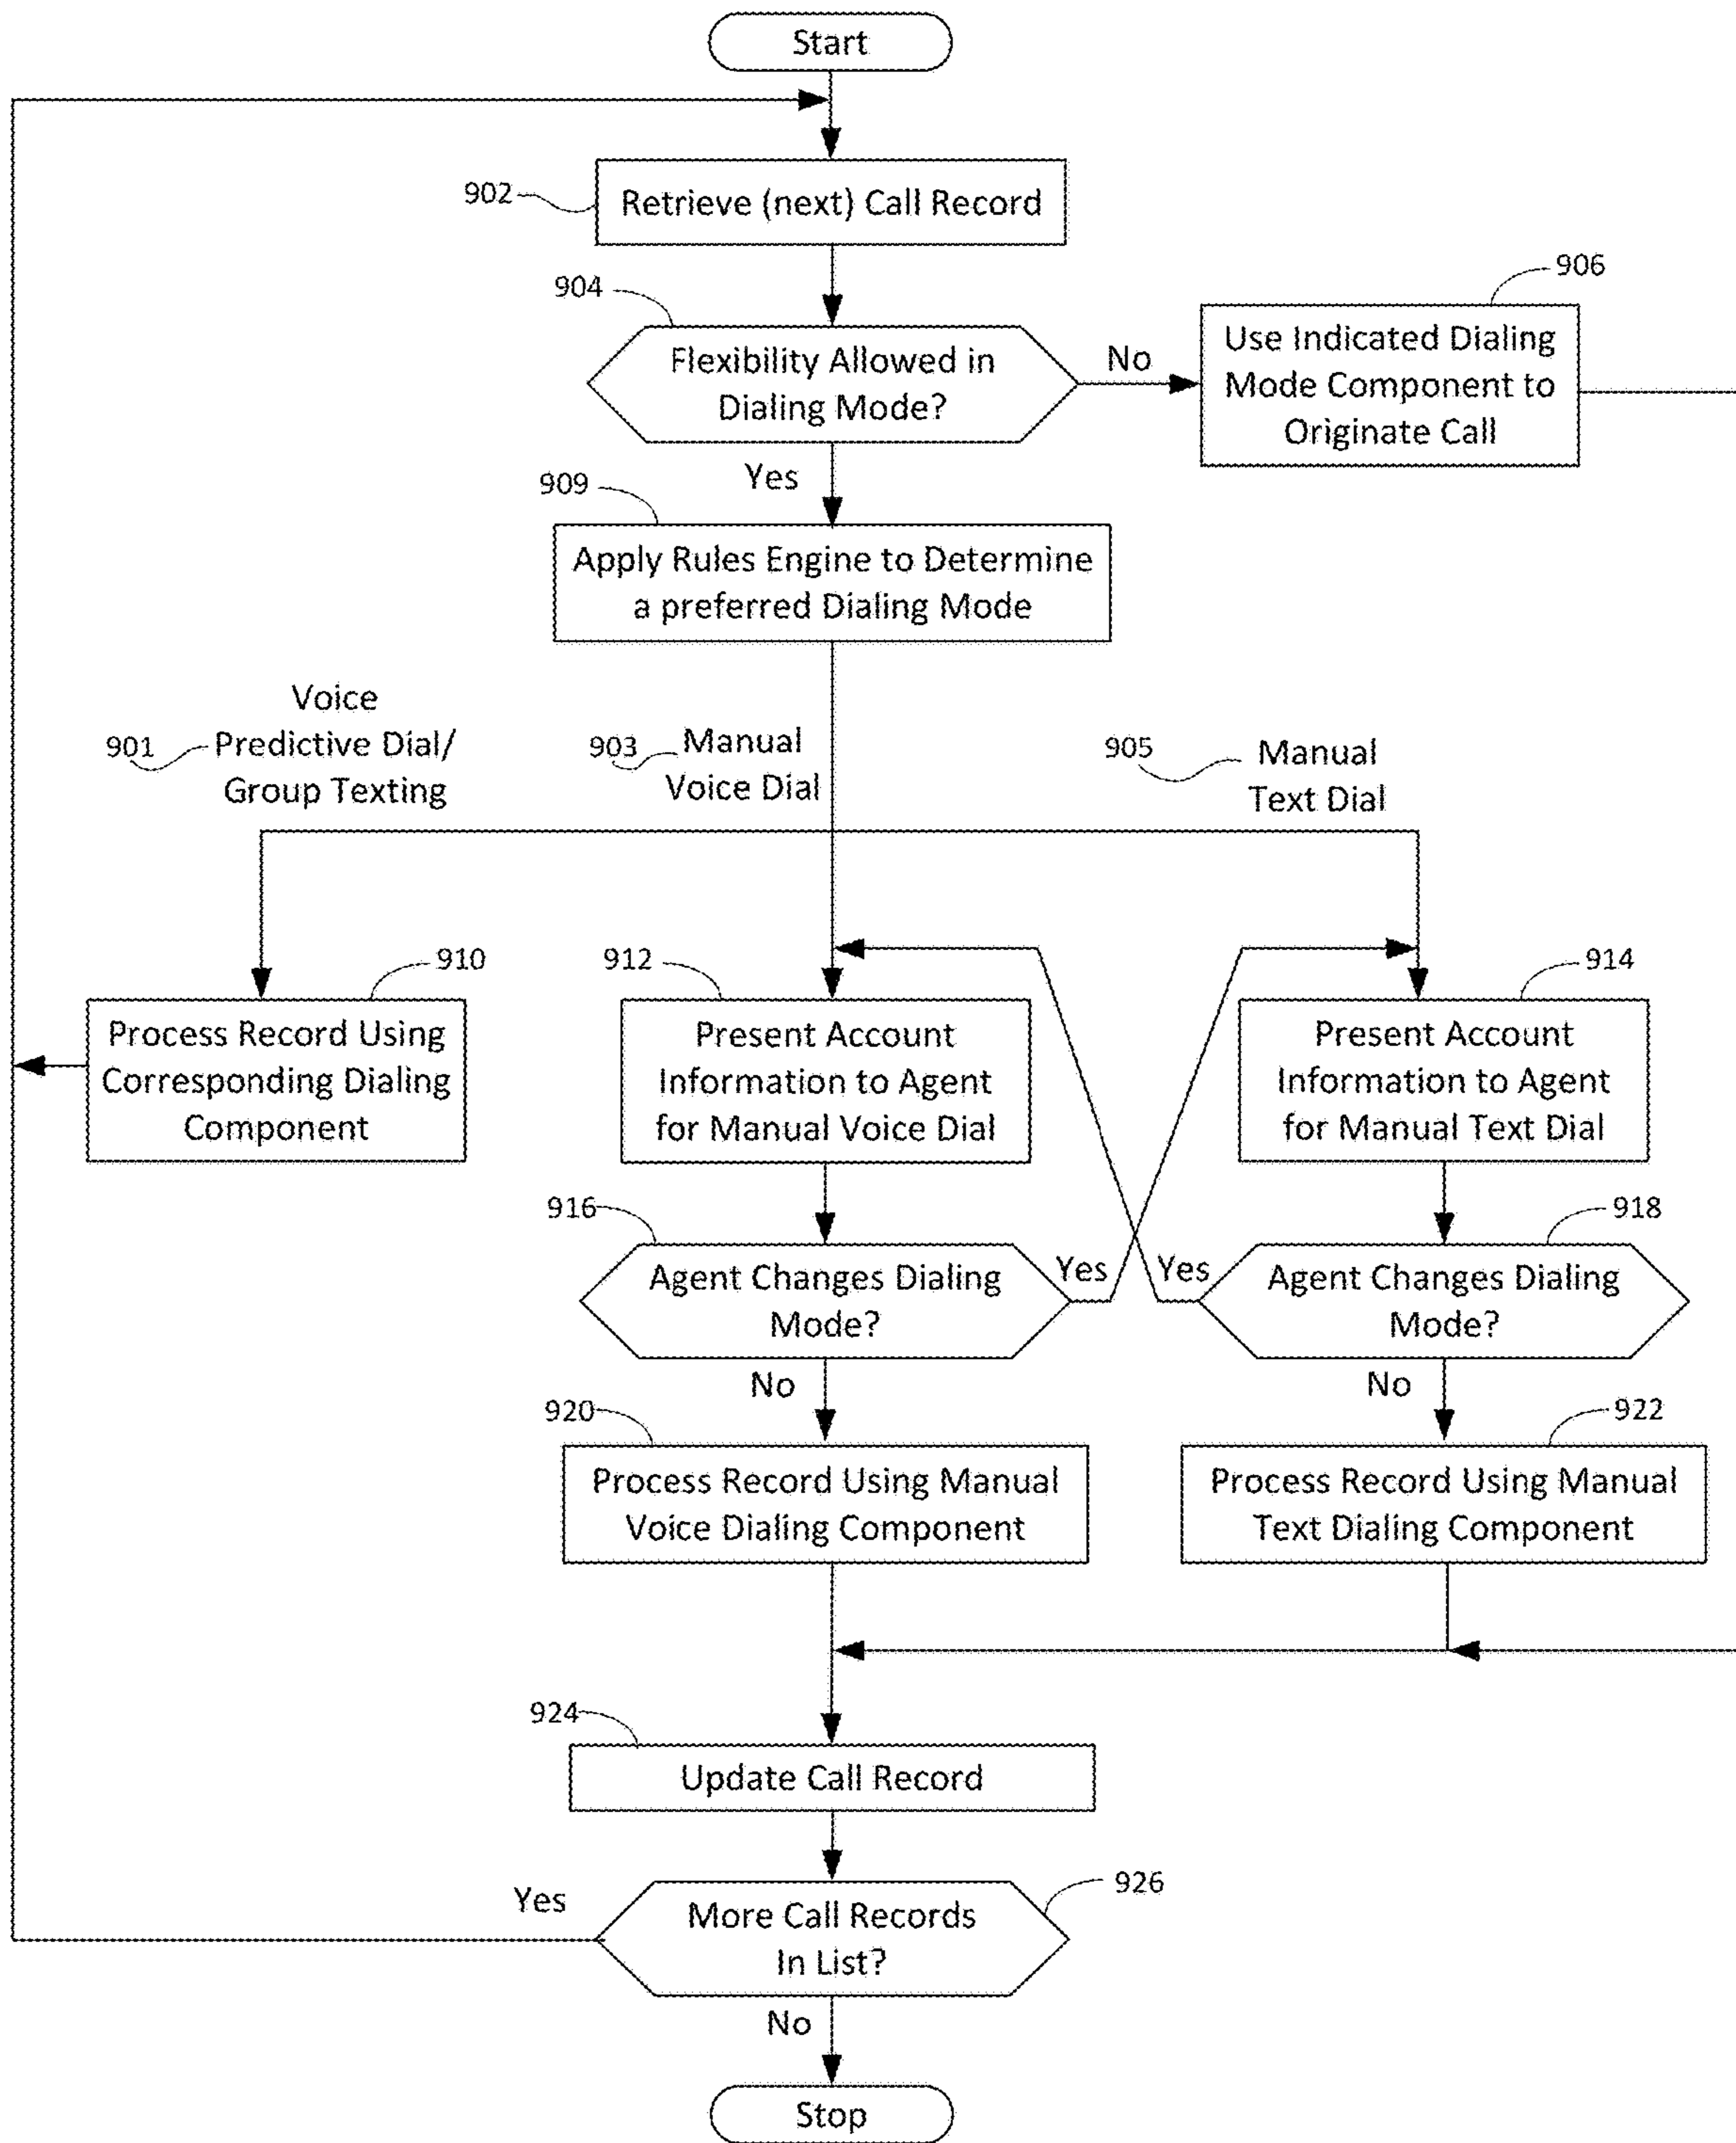 Start
902
Retrieve (next) Call Record
904
Flexibility Allowed in
Dialing Mode?
No
906
Use Indicated Dialing
Mode Component to
Originate Call
Yes
909
Apply Rules Engine to Determine
a preferred Dialing Mode
901
Voice
Predictive Dial/
Group Texting
903
Manual
Voice Dial
905
Manual
Text Dial
910
Process Record Using
Corresponding Dialing
Component
912
Present Account
Information to Agent
for Manual Voice Dial
914
Present Account
Information to Agent
for Manual Text Dial
916
Agent Changes Dialing
Mode?
Yes
Yes
918
Agent Changes Dialing
Mode?
No
No
920
Process Record Using Manual
Voice Dialing Component
922
Process Record Using Manual
Text Dialing Component
924
Update Call Record
926
More Call Records
In List?
Yes
No
Stop